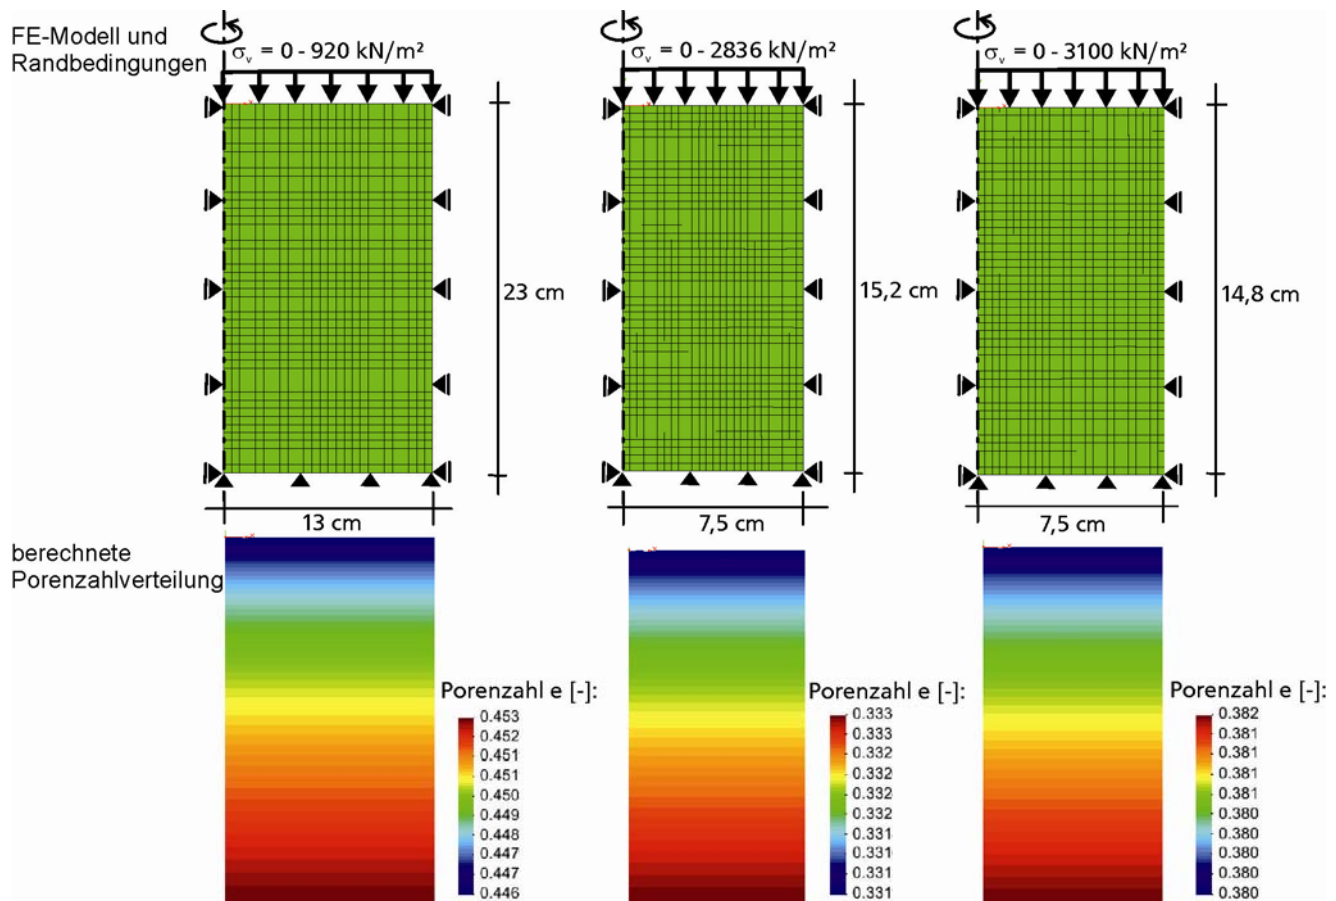 FE-Modell und
Randbedingungen
σv = 0 - 920 kN/m²
σv = 0 - 2836 kN/m²
σv = 0 - 3100 kN/m²
23 cm
15,2 cm
14,8 cm
13 cm
7,5 cm
7,5 cm
berechnete
Porenzahlverteilung
Porenzahl e [-]:
0.453
0.452
0.451
0.451
0.450
0.449
0.448
0.447
0.447
0.446
Porenzahl e [-]:
0.333
0.333
0.332
0.332
0.332
0.332
0.331
0.331
0.331
0.331
Porenzahl e [-]:
0.382
0.381
0.381
0.381
0.380
0.380
0.380
0.380
0.380
0.380